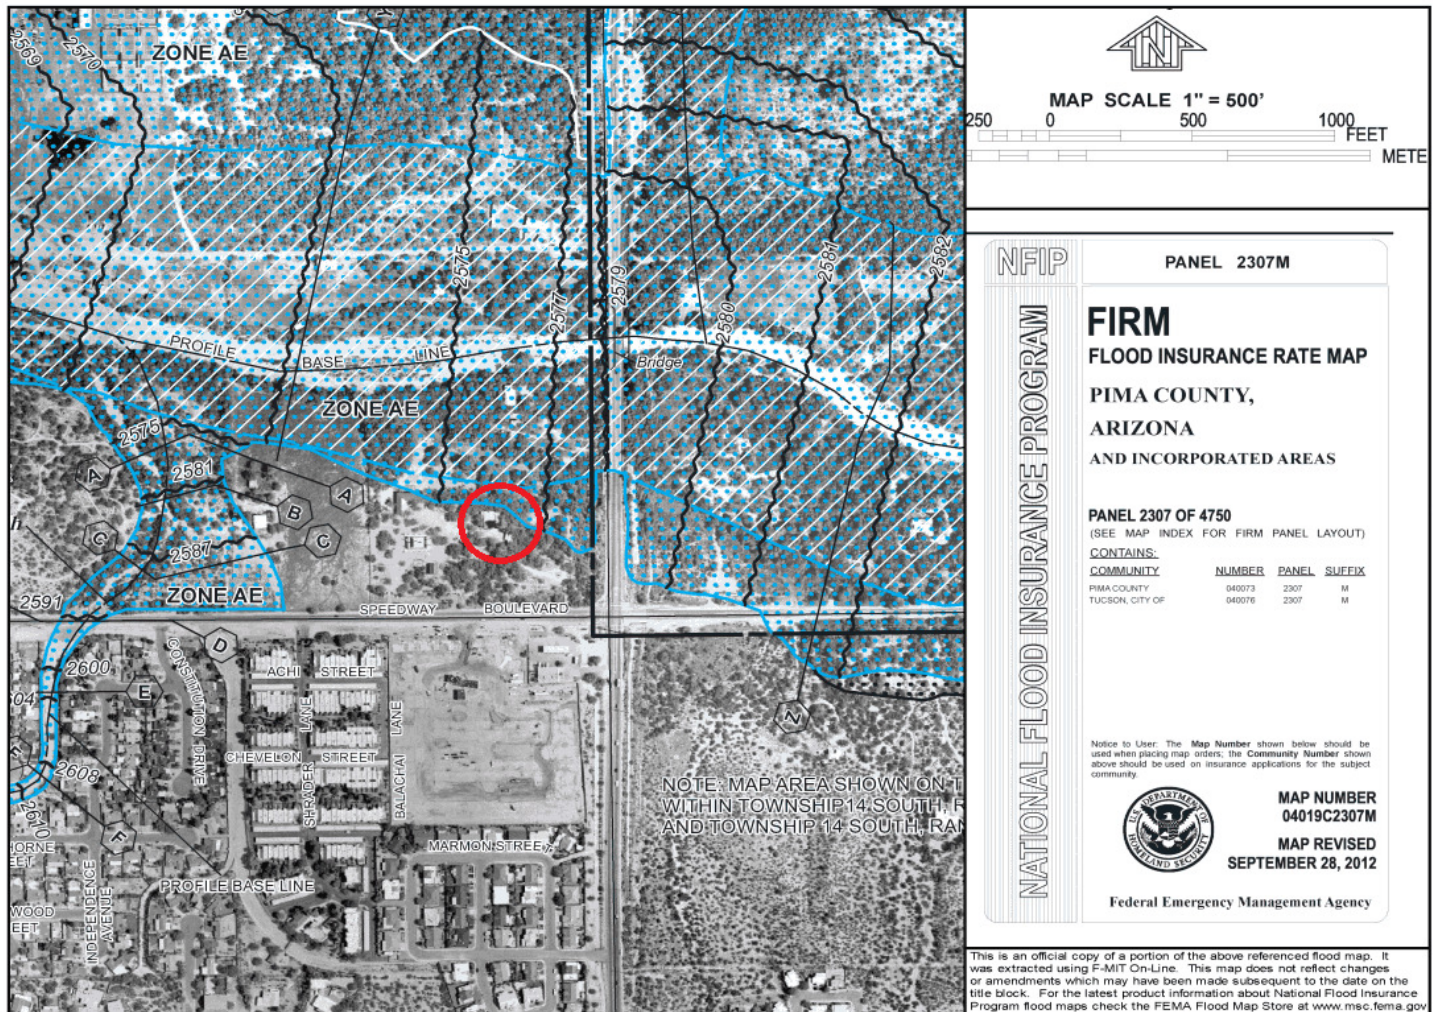 2569
2570
ZONE AE
2575
2577
2579
2580
2581
2582
PROFILE BASE LINE
Bridge
ZONE AE
2575
2581
2587
2591
A
A
B
C
C
ZONE AE
SPEEDWAY BOULEVARD
D
2600
E
CONSTITUTION DRIVE
ACHI STREET
SHRADER LANE
BALACHAI LANE
CHEVELON STREET
2608
2610
F
N
NOTE: MAP AREA SHOWN ON T
WITHIN TOWNSHIP 14 SOUTH, R
AND TOWNSHIP 14 SOUTH, RAN
MARMON STREET
PROFILE BASE LINE
INDEPENDENCE AVENUE
N
MAP SCALE 1" = 500'
250 0 500 1000
FEET
METE
NFIP
PANEL 2307M
NATIONAL FLOOD INSURANCE PROGRAM
FIRM
FLOOD INSURANCE RATE MAP
PIMA COUNTY,
ARIZONA
AND INCORPORATED AREAS
PANEL 2307 OF 4750
(SEE MAP INDEX FOR FIRM PANEL LAYOUT)
CONTAINS:
COMMUNITY NUMBER PANEL SUFFIX
PIMA COUNTY 040073 2307 M
TUCSON, CITY OF 040076 2307 M
Notice to User: The Map Number shown below should be
used when placing map orders; the Community Number shown
above should be used on insurance applications for the subject
community.
U.S. DEPARTMENT OF HOMELAND SECURITY
MAP NUMBER
04019C2307M
MAP REVISED
SEPTEMBER 28, 2012
Federal Emergency Management Agency
This is an official copy of a portion of the above referenced flood map. It
was extracted using F-MIT On-Line. This map does not reflect changes
or amendments which may have been made subsequent to the date on the
title block. For the latest product information about National Flood Insurance
Program flood maps check the FEMA Flood Map Store at www.msc.fema.gov